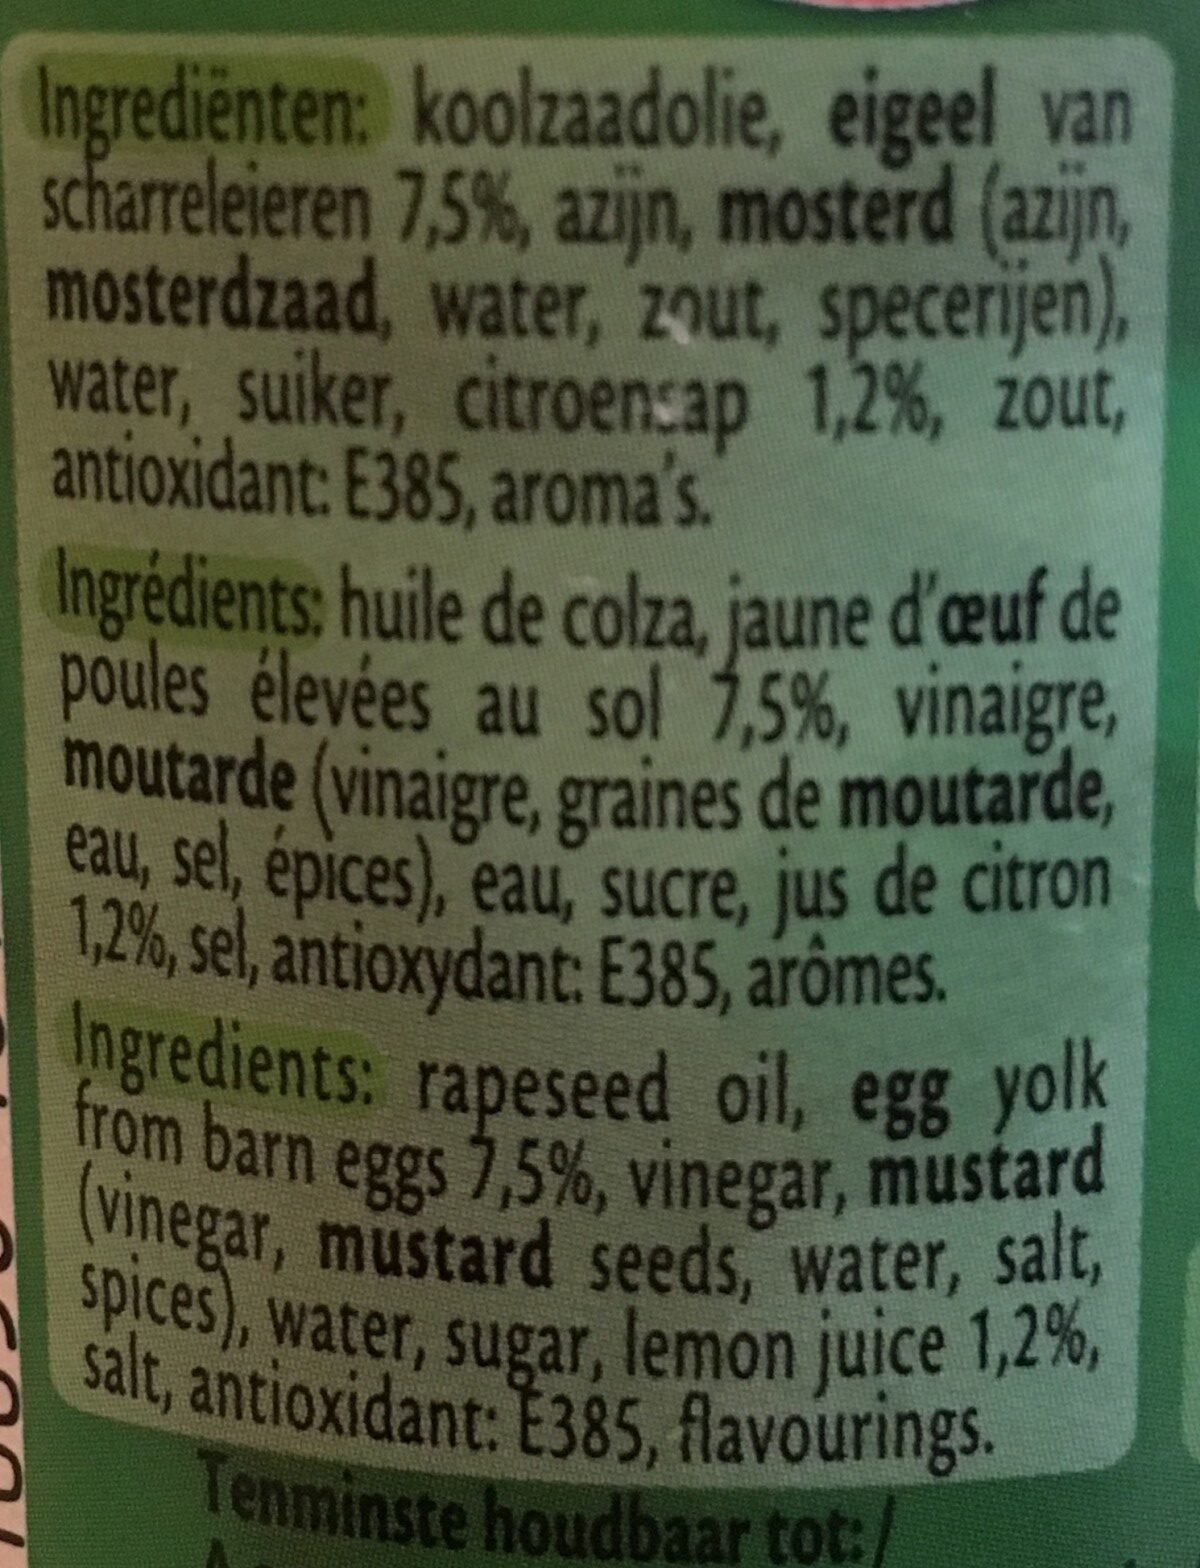 Ingrediënten: koolzaadolie, eigeel van
scharreleieren 7,5%, azijn, mosterd (azijn,
mosterdzaad, water, zout, specerijen),
water, suiker, citroensap 1,2%, zout,
antioxidant: E385, aroma's.
Ingrédients: huile de colza, jaune d'œuf de
poules élevées au sol 7,5%, vinaigre,
moutarde (vinaigre, graines de moutarde,
eau, sel, épices), eau, sucre, jus de citron
1,2%, sel, antioxydant: E385, arômes.
Ingredients: rapeseed oil, egg yolk
from barn eggs 7,5%, vinegar, mustard
(vinegar, mustard seeds, water, salt,
spices), water, sugar, lemon juice 1,2%,
salt, antioxidant: E385, flavourings.
Tenminste houdbaar tot: /